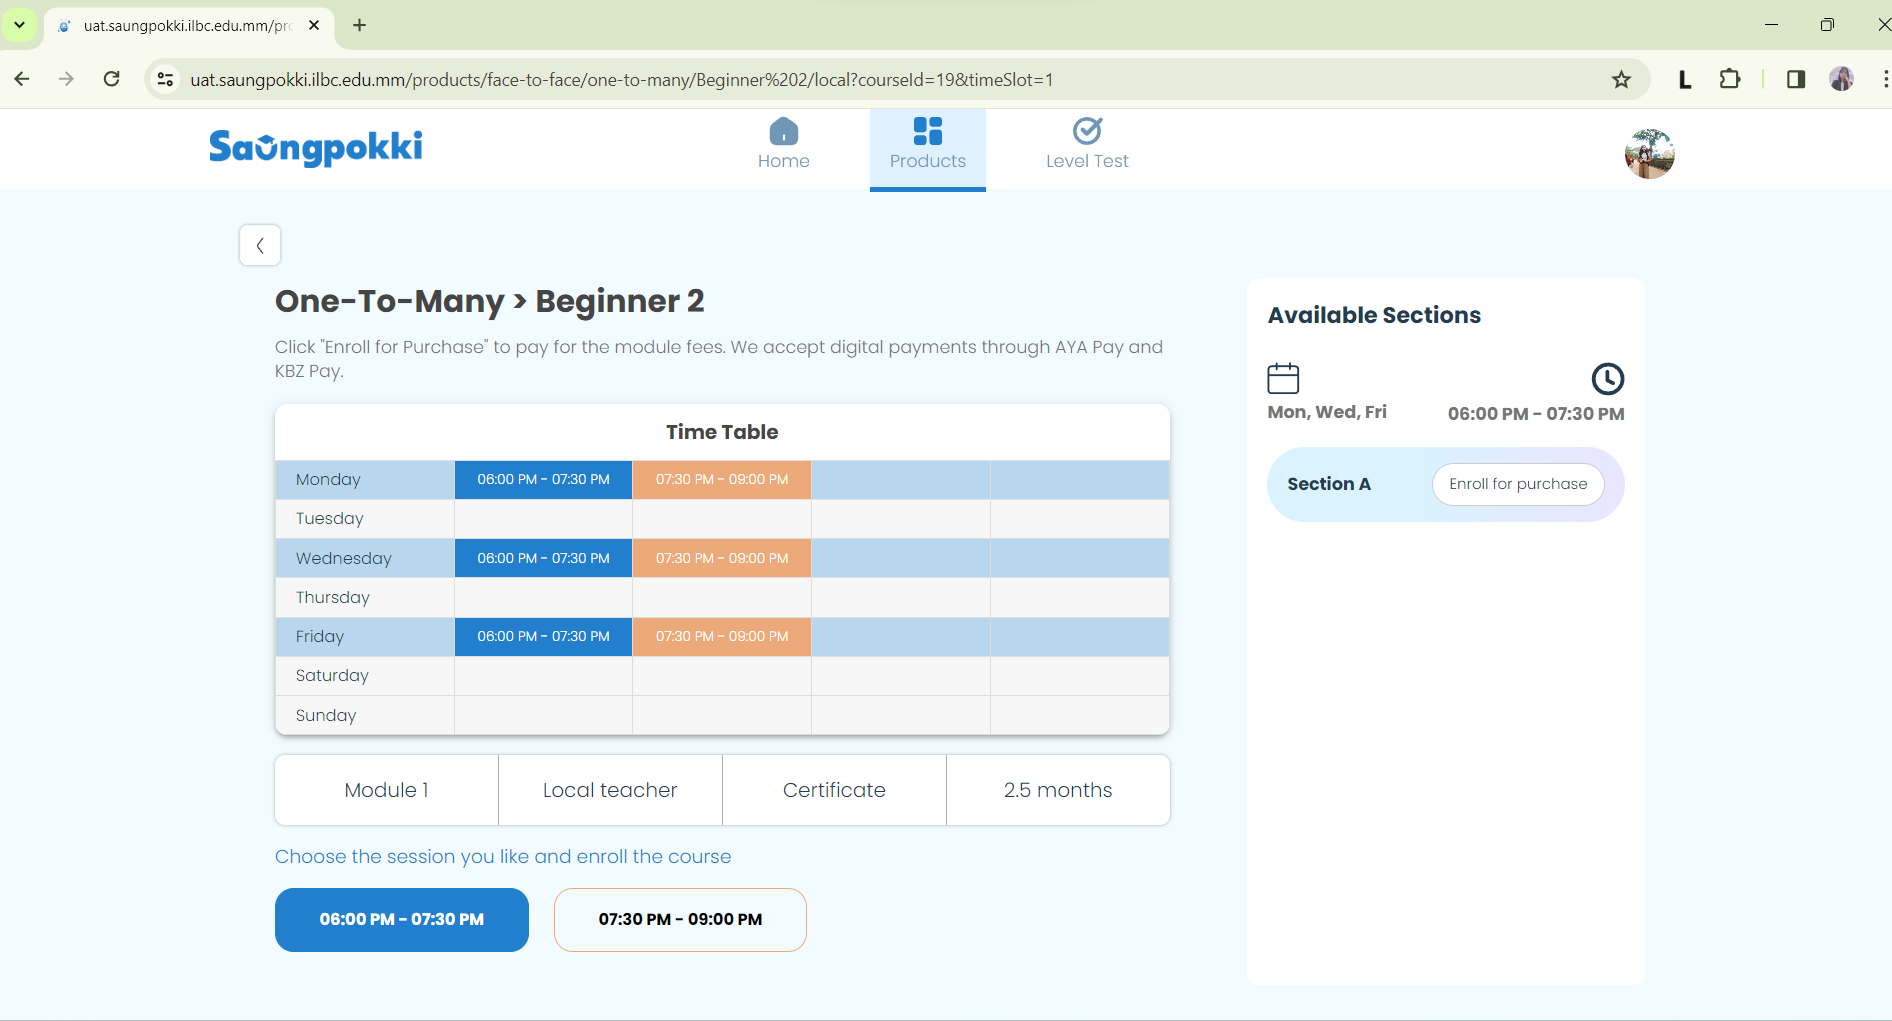 uat.saungpokki.ilbc.edu.mm/pro
uat.saungpokki.ilbc.edu.mm/products/face-to-face/one-to-many/Beginner%202/local?courseId=19&timeSlot=1
L
Saungpokki
Home
Products
Level Test
One-To-Many > Beginner 2
Click "Enroll for Purchase" to pay for the module fees. We accept digital payments through AYA Pay and
KBZ Pay.
Time Table
Monday 06:00 PM - 07:30 PM 07:30 PM - 09:00 PM
Tuesday
Wednesday 06:00 PM - 07:30 PM 07:30 PM - 09:00 PM
Thursday
Friday 06:00 PM - 07:30 PM 07:30 PM - 09:00 PM
Saturday
Sunday
Module 1 Local teacher Certificate 2.5 months
Choose the session you like and enroll the course
06:00 PM - 07:30 PM 07:30 PM - 09:00 PM
Available Sections
Mon, Wed, Fri 06:00 PM - 07:30 PM
Section A Enroll for purchase